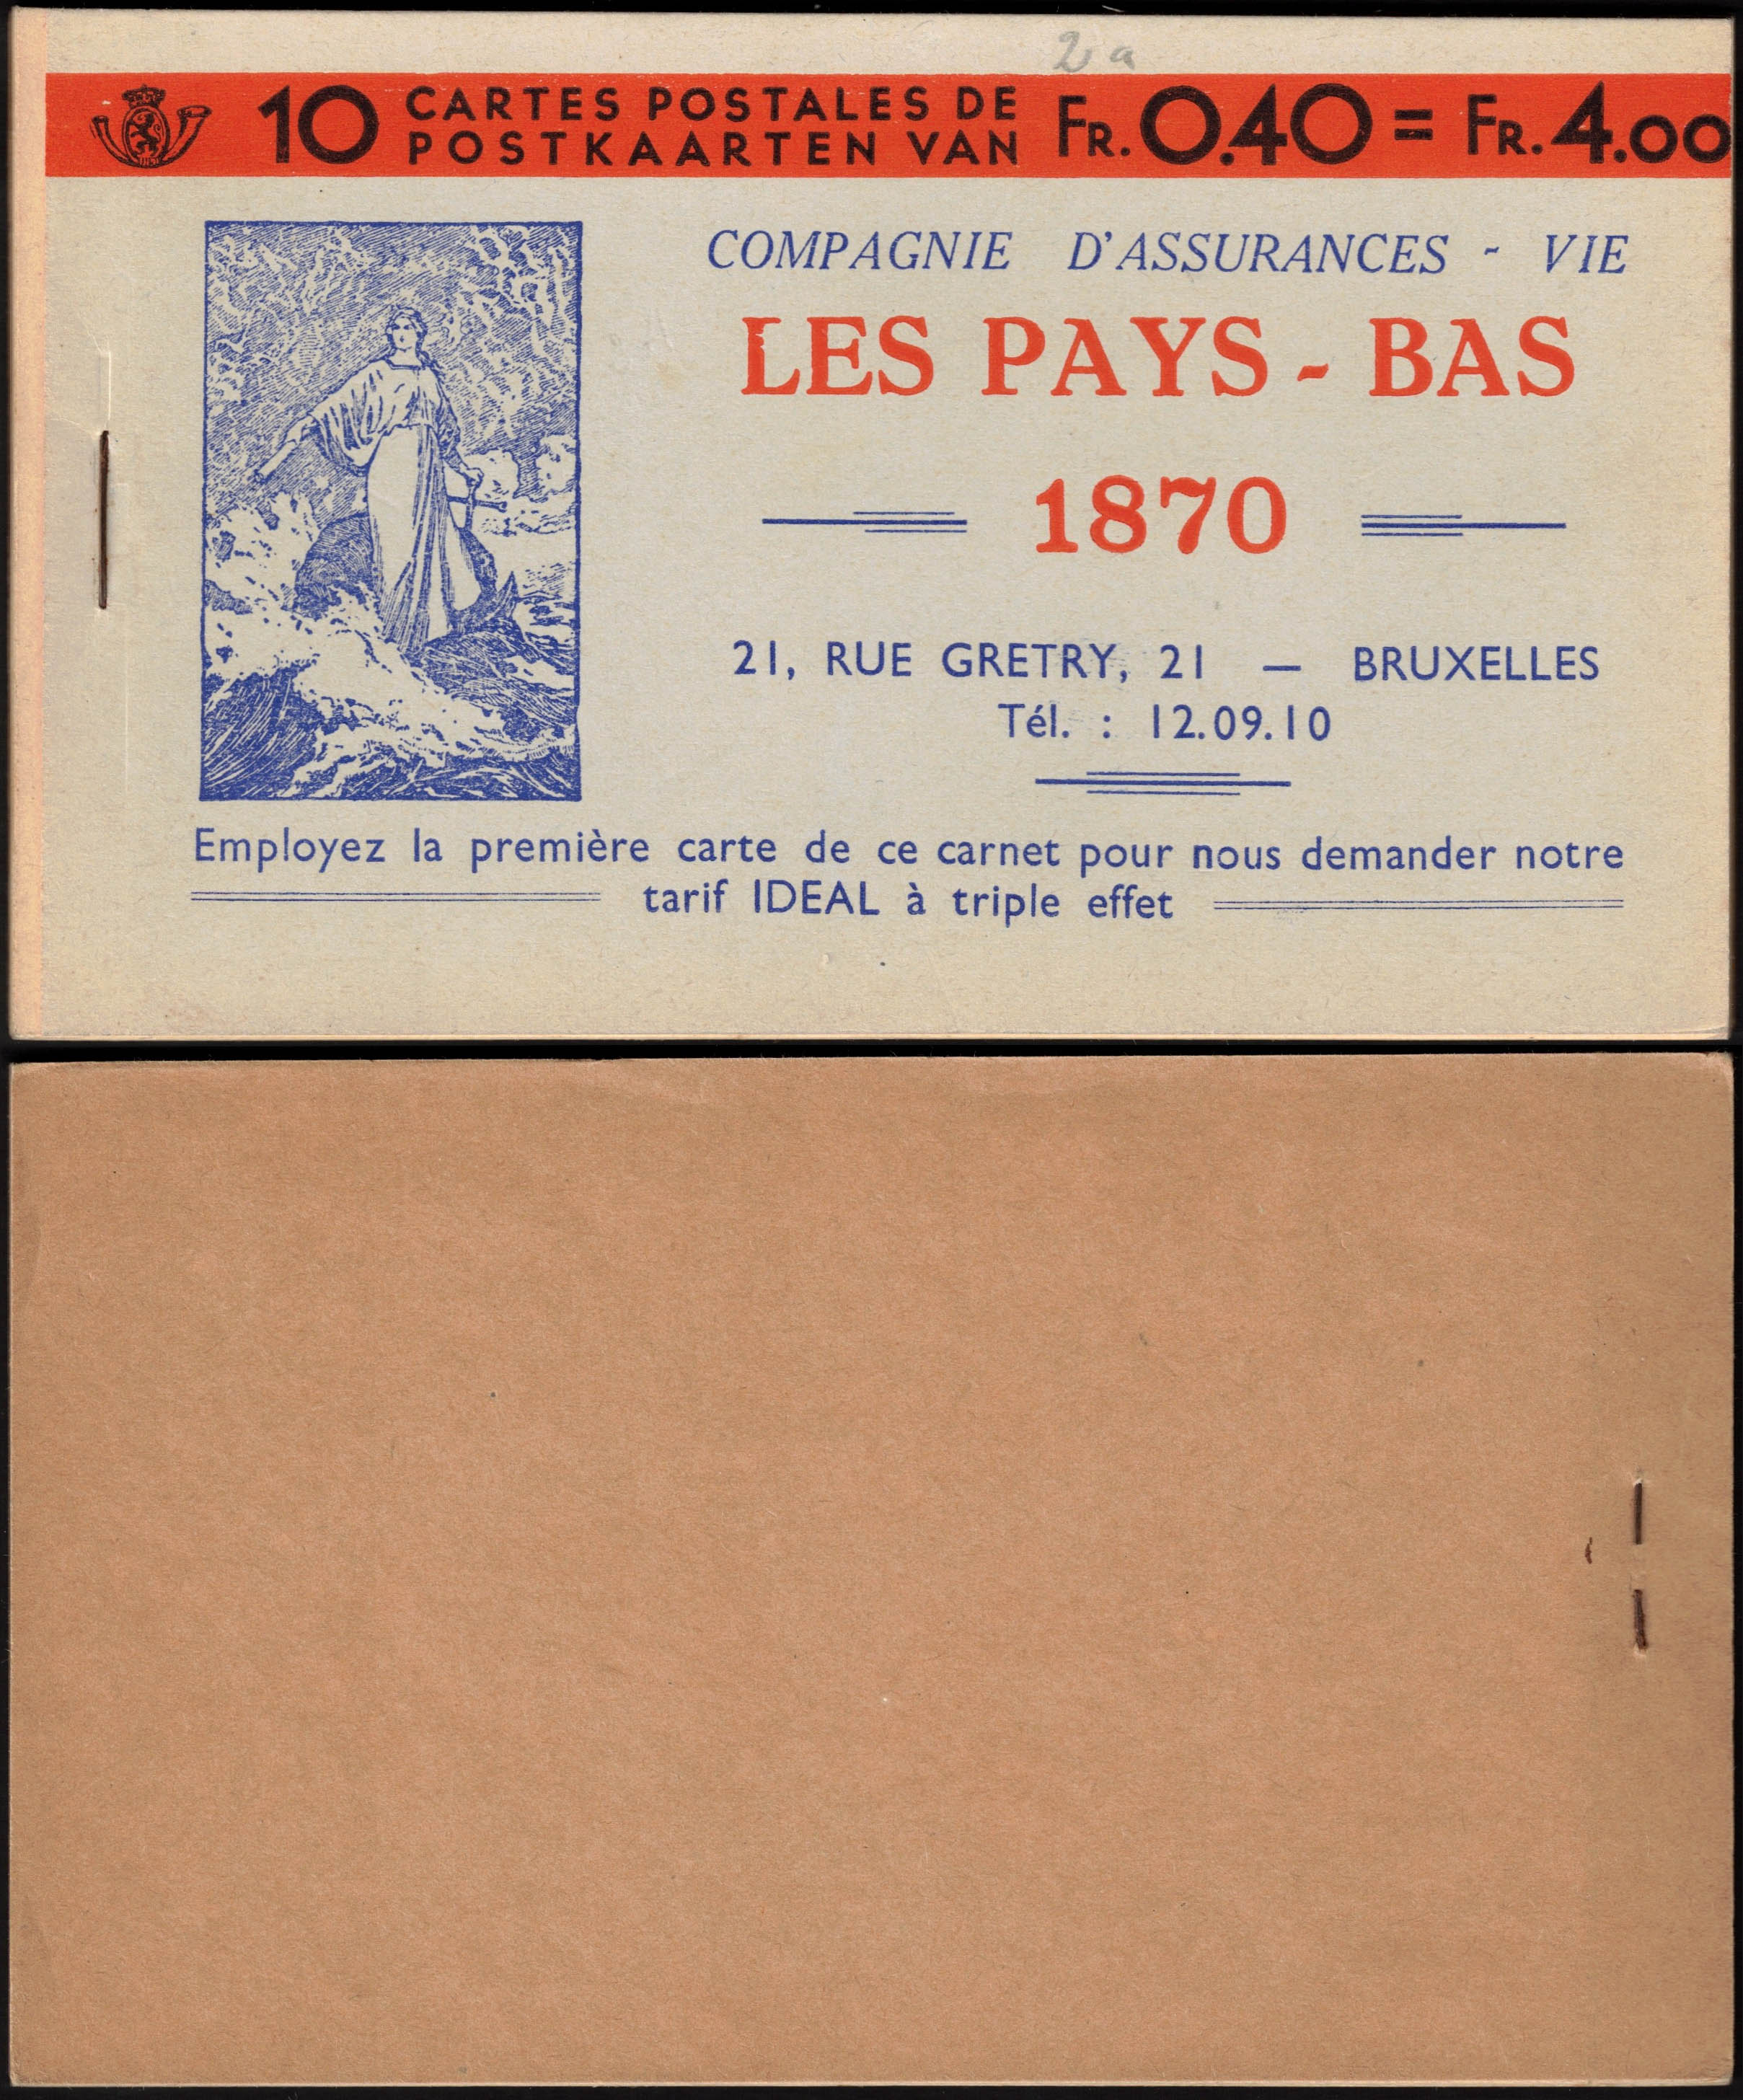 2a
10 CARTES POSTALES DE
POSTKAARTEN VAN
FR. 0.40 = FR. 4.00
COMPAGNIE D'ASSURANCES - VIE
LES PAYS - BAS
1870
21, RUE GRETRY, 21 — BRUXELLES
Tél. : 12.09.10
Employez la première carte de ce carnet pour nous demander notre
tarif IDEAL à triple effet